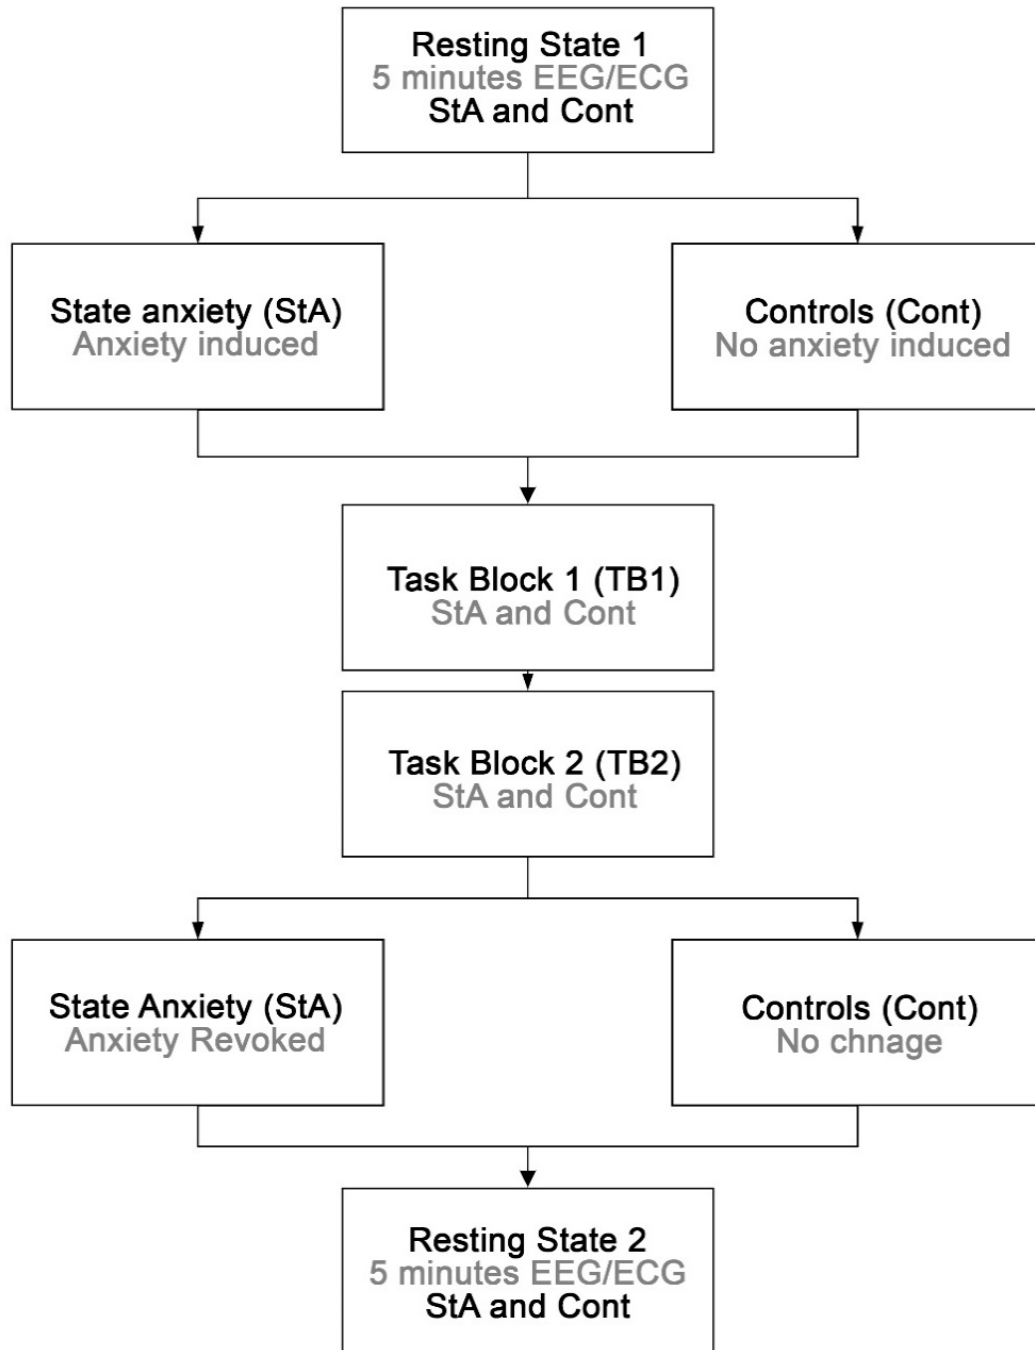 Resting State 1
5 minutes EEG/ECG
StA and Cont
State anxiety (StA)
Anxiety induced
Controls (Cont)
No anxiety induced
Task Block 1 (TB1)
StA and Cont
Task Block 2 (TB2)
StA and Cont
State Anxiety (StA)
Anxiety Revoked
Controls (Cont)
No chnage
Resting State 2
5 minutes EEG/ECG
StA and Cont